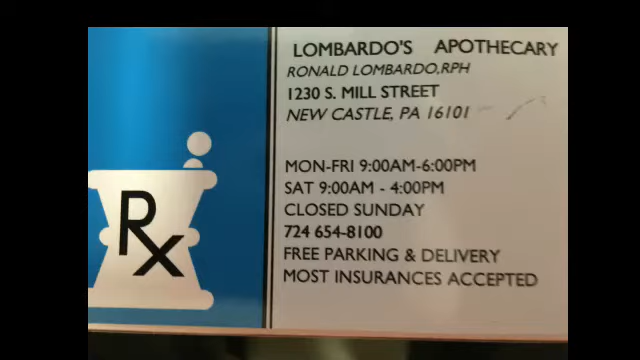 LOMBARDO'S APOTHECARY
RONALD LOMBARDO,RPH
1230 S. MILL STREET
NEW CASTLE, PA 16101
MON-FRI 9:00AM-6:00PM
SAT 9:00AM - 4:00PM
CLOSED SUNDAY
724 654-8100
FREE PARKING & DELIVERY
MOST INSURANCES ACCEPTED
Rx